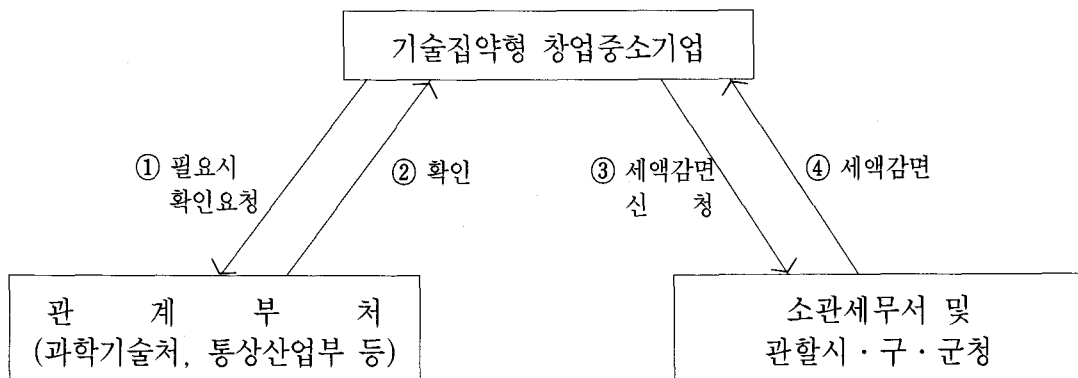 기술집약형 창업중소기업
① 필요시
확인요청
② 확인
③ 세액감면
신 청
④ 세액감면
관 계 부 처
(과학기술처, 통상산업부 등)
소관세무서 및
관할시·구·군청